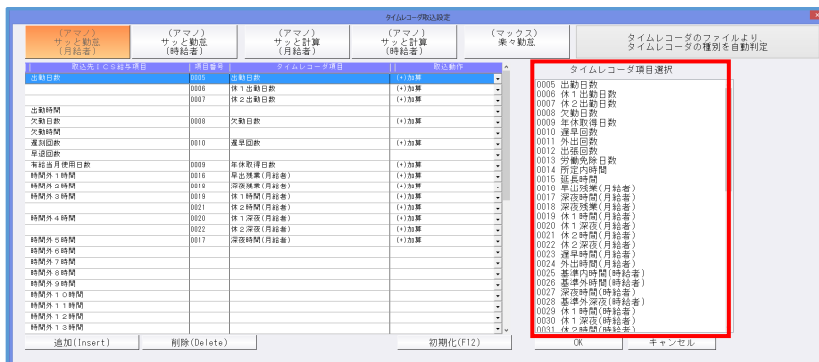 タイムレコーダ取込設定
(アマノ) サッと勤怠 (月給者)
(アマノ) サッと勤怠 (時給者)
(アマノ) サッと計算 (月給者)
(アマノ) サッと計算 (時給者)
(マックス) 楽々勤怠
タイムレコーダのファイルより、タイムレコーダの種別を自動判定
取込先ICS給与項目 項目番号 タイムレコーダ項目 取込動作
出勤日数 0005 出勤日数 (+)加算
0006 休1出勤日数 (+)加算
0007 休2出勤日数 (+)加算
出勤時間
欠勤日数 0008 欠勤日数 (+)加算
欠勤時間
遅刻回数 0010 遅早回数 (+)加算
早退回数
有給当月使用日数 0009 年休取得日数 (+)加算
時間外1時間 0016 早出残業(月給者) (+)加算
時間外2時間 0018 深夜残業(月給者) (+)加算
時間外3時間 0019 休1時間(月給者) (+)加算
0021 休2時間(月給者) (+)加算
時間外4時間 0020 休1深夜(月給者) (+)加算
0022 休2深夜(月給者) (+)加算
時間外5時間 0017 深夜時間(月給者) (+)加算
時間外6時間
時間外7時間
時間外8時間
時間外9時間
時間外10時間
時間外11時間
時間外12時間
時間外13時間
追加(Insert) 削除(Delete) 初期化(F12)
タイムレコーダ項目選択
0005 出勤日数
0006 休1出勤日数
0007 休2出勤日数
0008 欠勤日数
0009 年休取得日数
0010 遅早回数
0011 外出回数
0012 出張回数
0013 労働免除日数
0014 所定内時間
0015 延長時間
0016 早出残業(月給者)
0017 深夜時間(月給者)
0018 深夜残業(月給者)
0019 休1時間(月給者)
0020 休1深夜(月給者)
0021 休2時間(月給者)
0022 休2深夜(月給者)
0023 遅早時間(月給者)
0024 外出時間(月給者)
0025 基準内時間(時給者)
0026 基準外時間(時給者)
0027 深夜時間(時給者)
0028 基準外深夜(時給者)
0029 休1時間(時給者)
0030 休1深夜(時給者)
0031 休2時間(時給者)
OK キャンセル